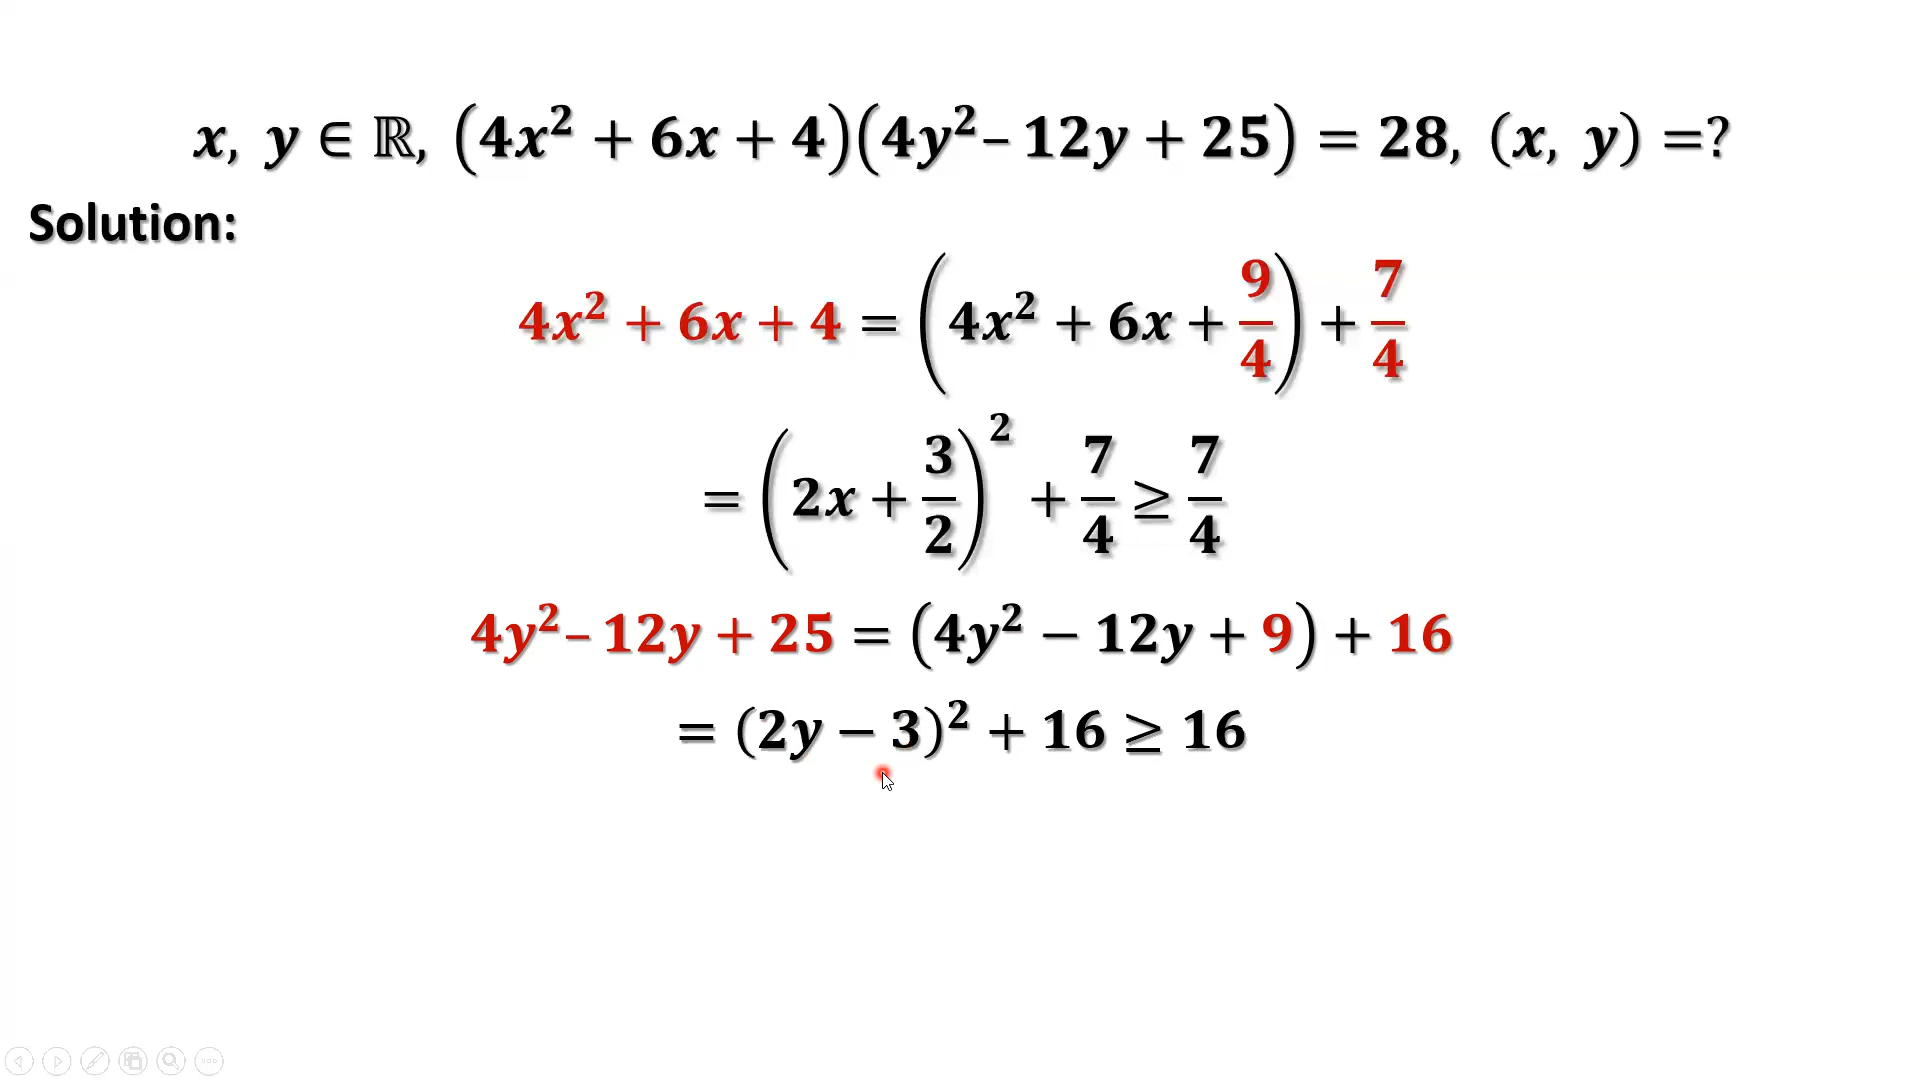 x, y ∈ ℝ, (4x² + 6x + 4)(4y² – 12y + 25) = 28, (x, y) =?
Solution:
4x² + 6x + 4 = (4x² + 6x + 9/4) + 7/4
= (2x + 3/2)² + 7/4 ≥ 7/4
4y² – 12y + 25 = (4y² − 12y + 9) + 16
= (2y − 3)² + 16 ≥ 16